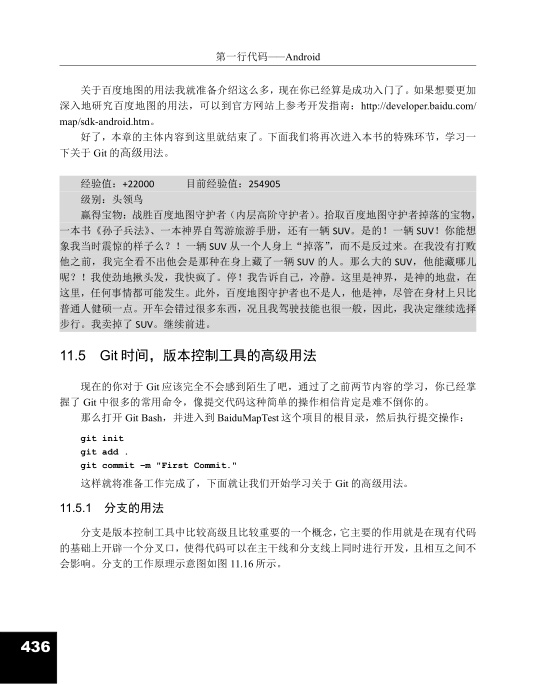 第一行代码——Android
关于百度地图的用法我就准备介绍这么多，现在你已经算是成功入门了。如果想要更加
深入地研究百度地图的用法，可以到官方网站上参考开发指南：http://developer.baidu.com/
map/sdk-android.htm。
好了，本章的主体内容到这里就结束了。下面我们将再次进入本书的特殊环节，学习一
下关于 Git 的高级用法。
经验值：+22000 目前经验值：254905
级别：头领鸟
赢得宝物：战胜百度地图守护者（内层高阶守护者）。拾取百度地图守护者掉落的宝物，
一本书《孙子兵法》、一本神界自驾游旅游手册，还有一辆 SUV。是的！一辆 SUV！你能想
象我当时震惊的样子么？！一辆 SUV 从一个人身上“掉落”，而不是反过来。在我没有打败
他之前，我完全看不出他会是那种在身上藏了一辆 SUV 的人。那么大的 SUV，他能藏哪儿
呢？！我使劲地揪头发，我快疯了。停！我告诉自己，冷静。这里是神界，是神的地盘，在
这里，任何事情都可能发生。此外，百度地图守护者也不是人，他是神，尽管在身材上只比
普通人健硕一点。开车会错过很多东西，况且我驾驶技能也很一般，因此，我决定继续选择
步行。我卖掉了 SUV。继续前进。
11.5 Git 时间，版本控制工具的高级用法
现在的你对于 Git 应该完全不会感到陌生了吧，通过了之前两节内容的学习，你已经掌
握了 Git 中很多的常用命令，像提交代码这种简单的操作相信肯定是难不倒你的。
那么打开 Git Bash，并进入到 BaiduMapTest 这个项目的根目录，然后执行提交操作：
git init
git add .
git commit -m "First Commit."
这样就将准备工作完成了，下面就让我们开始学习关于 Git 的高级用法。
11.5.1 分支的用法
分支是版本控制工具中比较高级且比较重要的一个概念，它主要的作用就是在现有代码
的基础上开辟一个分叉口，使得代码可以在主干线和分支线上同时进行开发，且相互之间不
会影响。分支的工作原理示意图如图 11.16 所示。
436